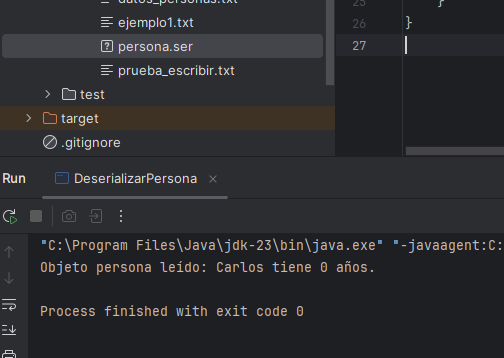 datos_personas.txt
ejemplo1.txt
persona.ser
prueba_escribir.txt
test
target
.gitignore
25 }
26 }
27
Run DeserializarPersona
"C:\Program Files\Java\jdk-23\bin\java.exe" "-javaagent:C:
Objeto persona leído: Carlos tiene 0 años.
Process finished with exit code 0